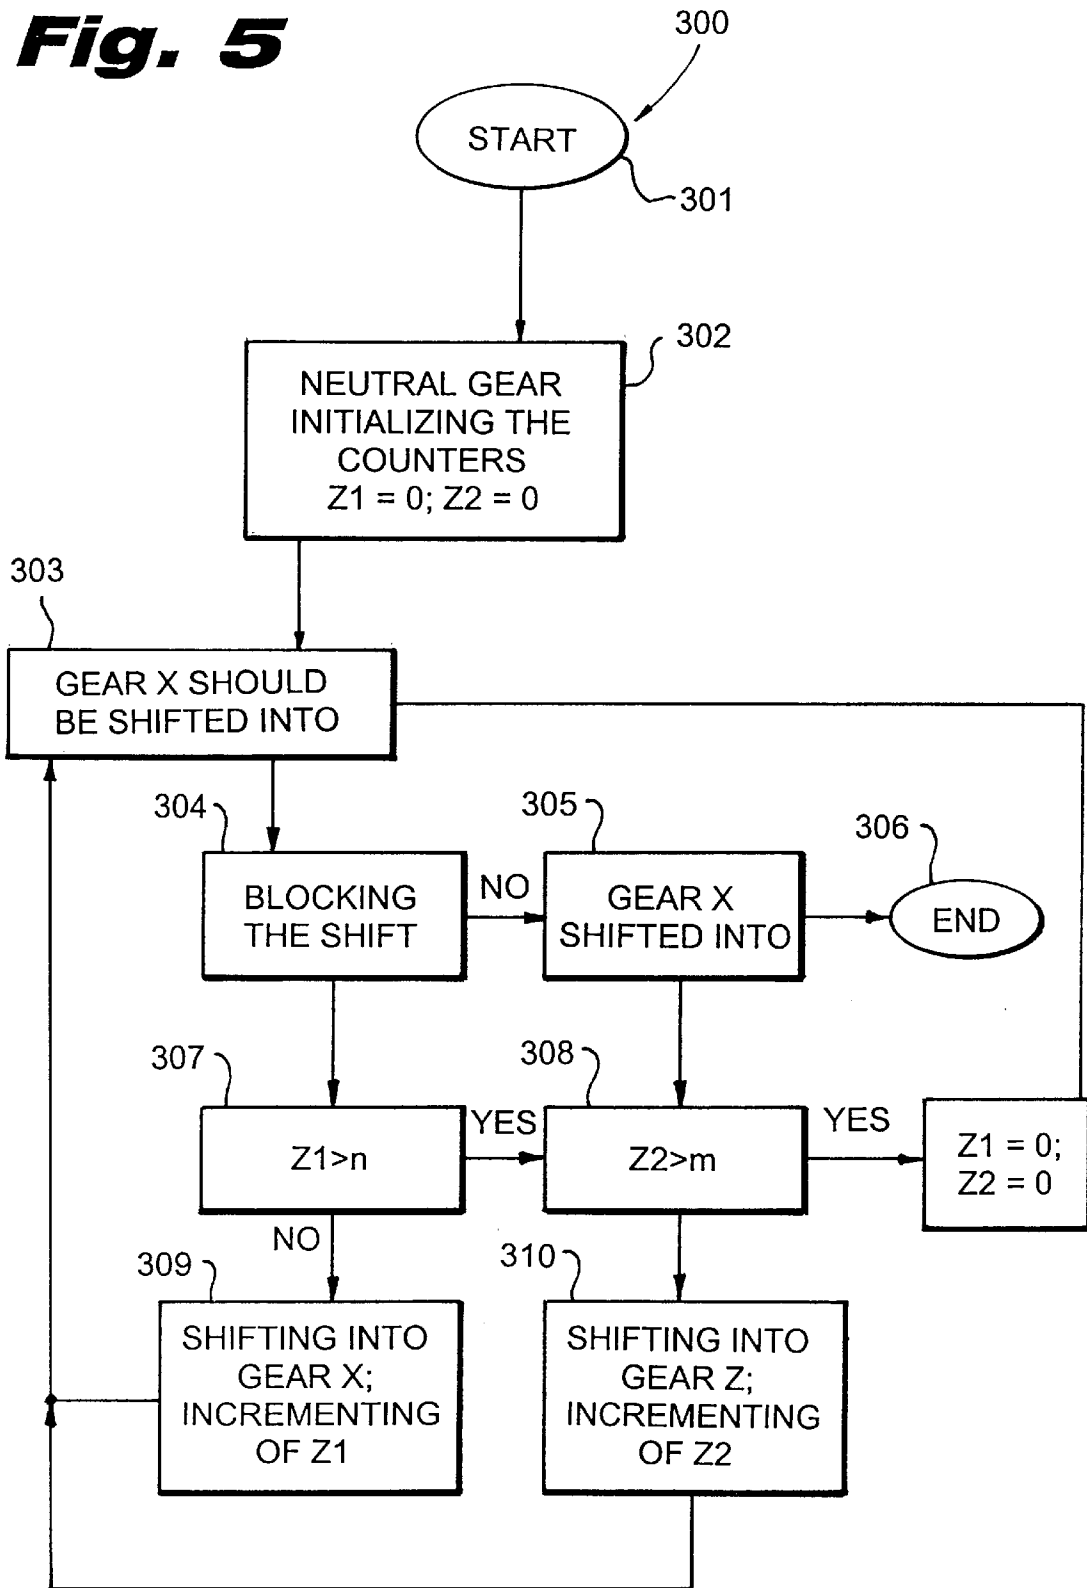 Fig. 5
300
START
301
302
NEUTRAL GEAR
INITIALIZING THE
COUNTERS
Z1 = 0; Z2 = 0
303
GEAR X SHOULD
BE SHIFTED INTO
304
305
306
BLOCKING
THE SHIFT
NO
GEAR X
SHIFTED INTO
END
307
308
Z1>n
YES
Z2>m
YES
Z1 = 0;
Z2 = 0
NO
309
310
SHIFTING INTO
GEAR X;
INCREMENTING
OF Z1
SHIFTING INTO
GEAR Z;
INCREMENTING
OF Z2